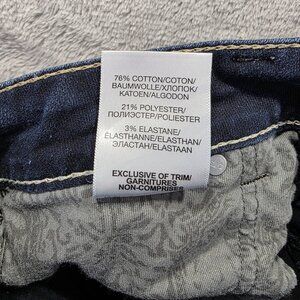 76% COTTON/COTON/
BAUMWOLLE/ХЛОПОК/
KATOEN/ALGODON
21% POLYESTER/
ПОЛИЭСТЕР/POLIESTER
3% ELASTANE/
ÉLASTHANNE/ELASTHAN/
ЭЛАСТАН/ELASTAAN
EXCLUSIVE OF TRIM/
GARNITURES
NON-COMPRISES